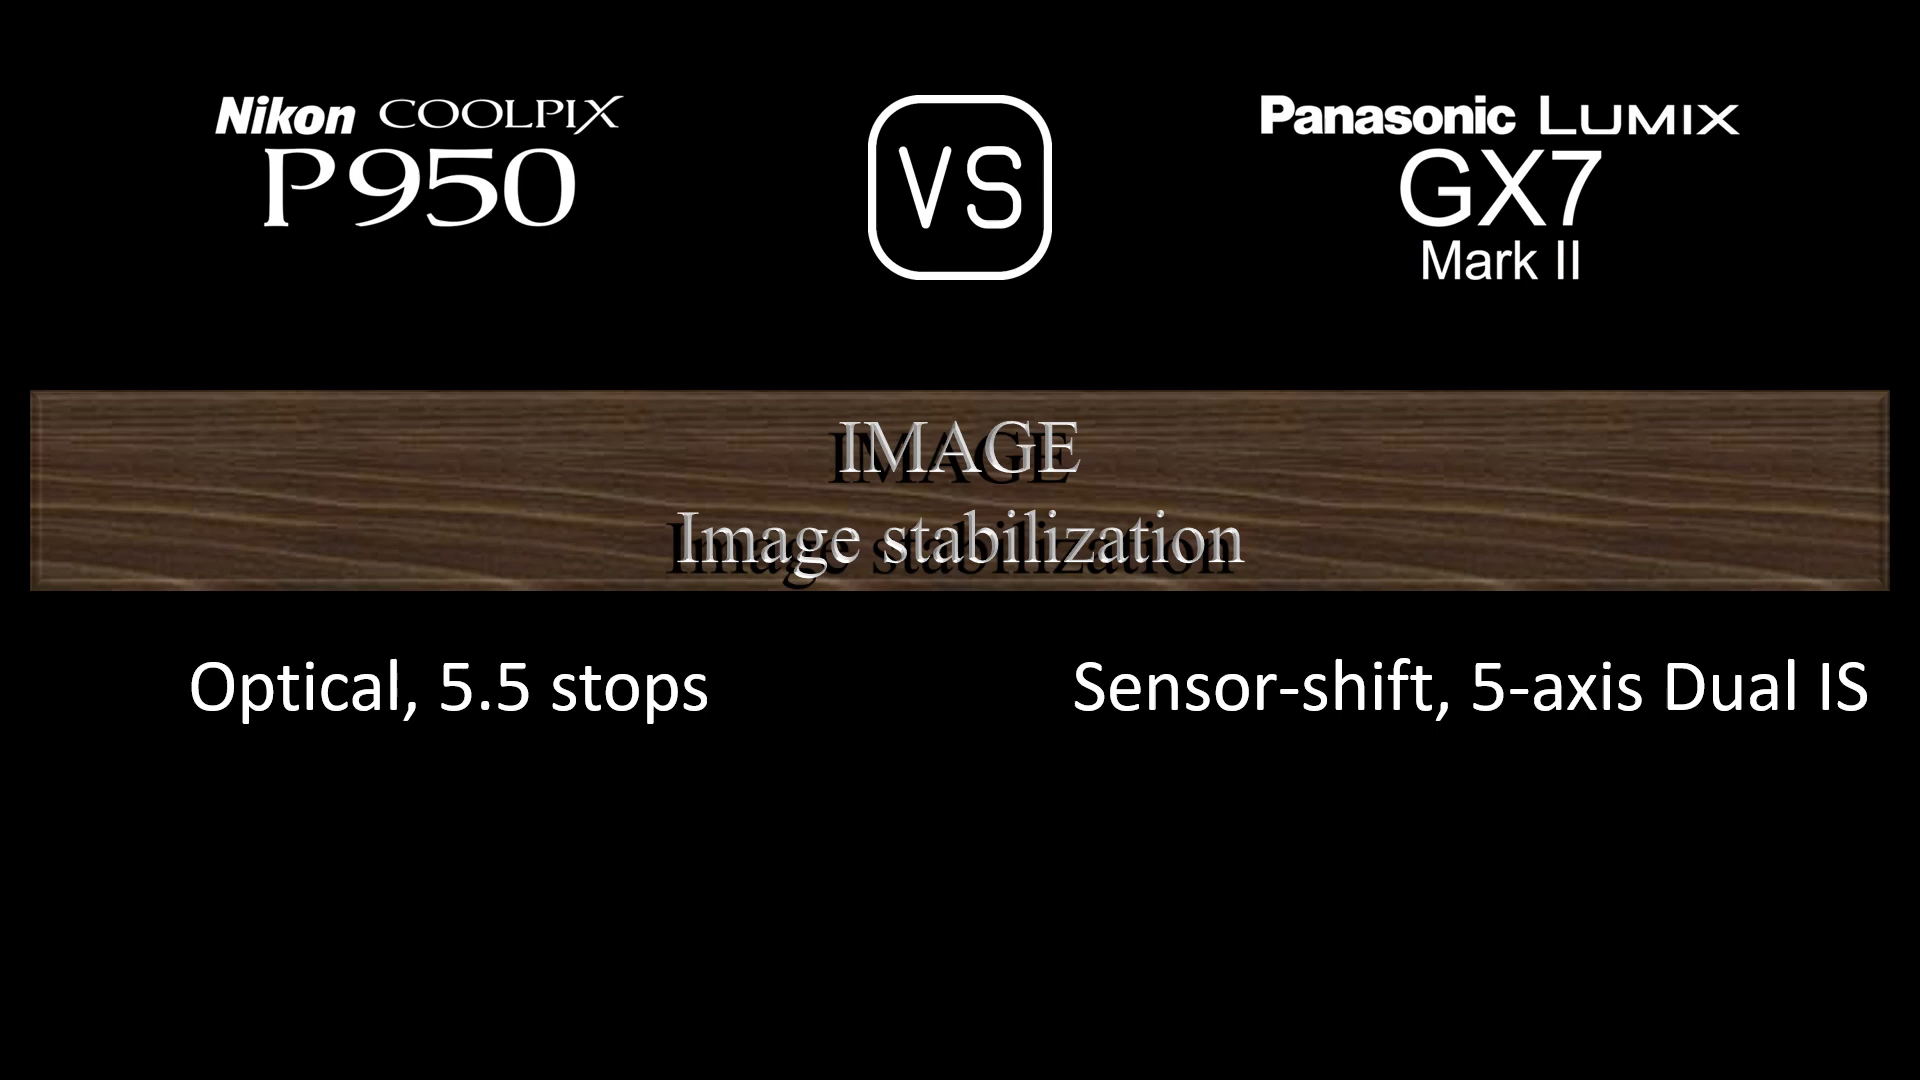 Nikon COOLPIX
P950
VS
Panasonic LUMIX
GX7
Mark II
IMAGE
Image stabilization
Optical, 5.5 stops
Sensor-shift, 5-axis Dual IS